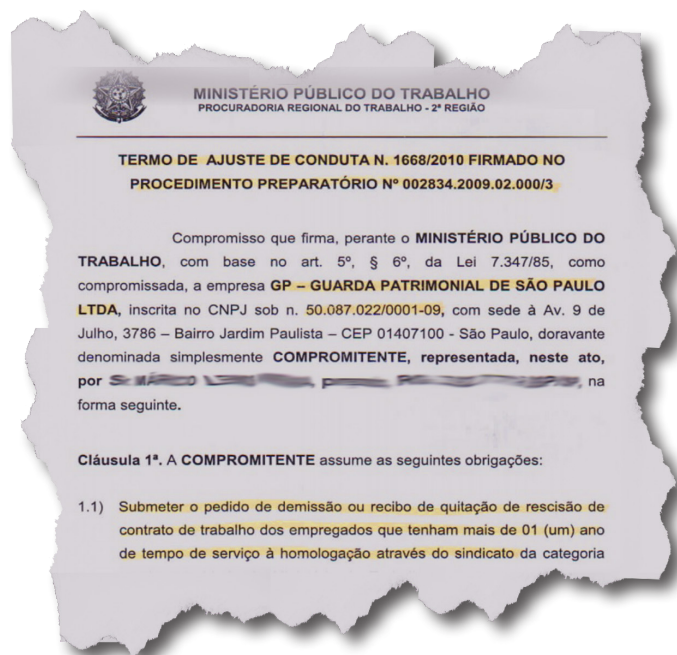 MINISTÉRIO PÚBLICO DO TRABALHO
PROCURADORIA REGIONAL DO TRABALHO - 2ª REGIÃO
TERMO DE AJUSTE DE CONDUTA N. 1668/2010 FIRMADO NO
PROCEDIMENTO PREPARATÓRIO Nº 002834.2009.02.000/3
Compromisso que firma, perante o MINISTÉRIO PÚBLICO DO
TRABALHO, com base no art. 5º, § 6º, da Lei 7.347/85, como
compromissada, a empresa GP – GUARDA PATRIMONIAL DE SÃO PAULO
LTDA, inscrita no CNPJ sob n. 50.087.022/0001-09, com sede à Av. 9 de
Julho, 3786 – Bairro Jardim Paulista – CEP 01407100 - São Paulo, doravante
denominada simplesmente COMPROMITENTE, representada, neste ato,
por , na
forma seguinte.
Cláusula 1ª. A COMPROMITENTE assume as seguintes obrigações:
1.1) Submeter o pedido de demissão ou recibo de quitação de rescisão de
contrato de trabalho dos empregados que tenham mais de 01 (um) ano
de tempo de serviço à homologação através do sindicato da categoria